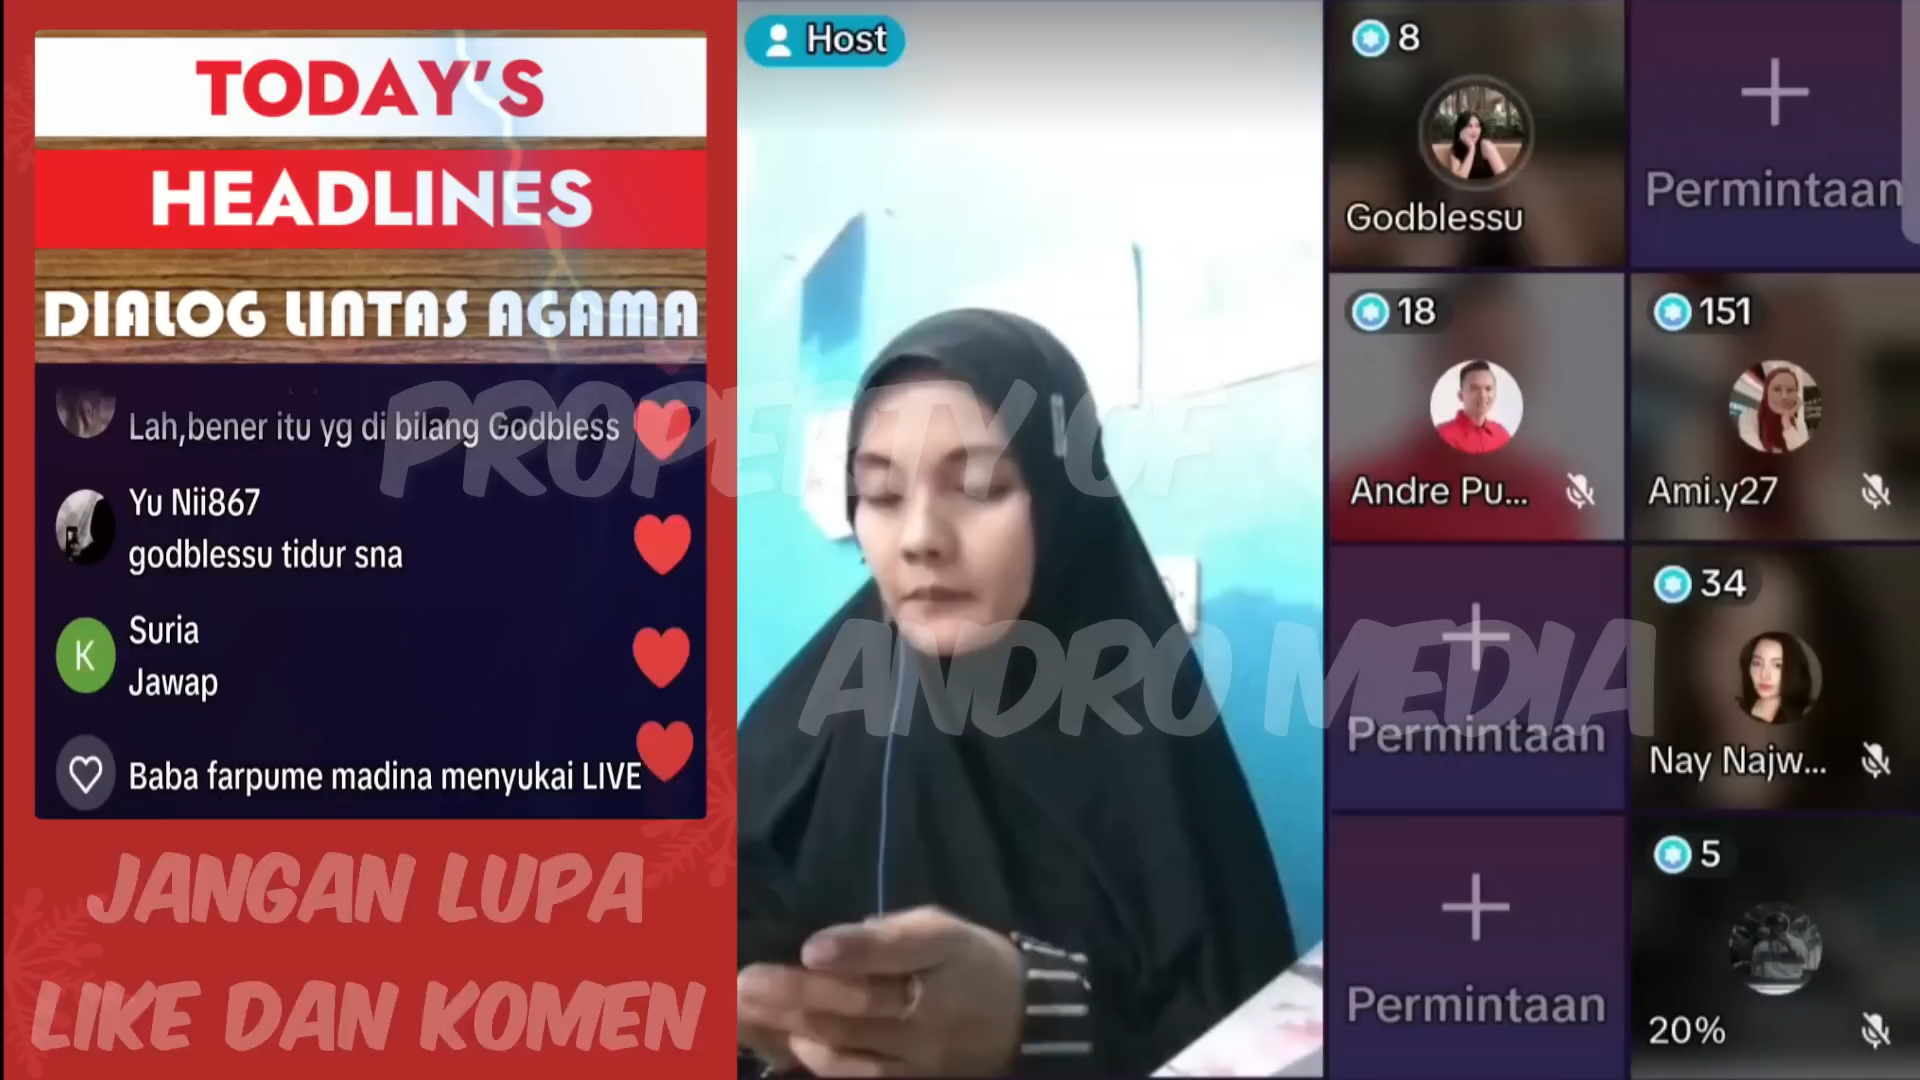 TODAY'S
HEADLINES
DIALOG LINTAS AGAMA
Lah,bener itu yg di bilang Godbless
Yu Nii867
godblessu tidur sna
K
Suria
Jawap
Baba farpume madina menyukai LIVE
JANGAN LUPA
LIKE DAN KOMEN
Host
PROPERTY OF
ANDRO MEDIA
8
Godblessu
Permintaan
18
Andre Pu...
151
Ami.y27
Permintaan
34
Nay Najw...
Permintaan
5
20%